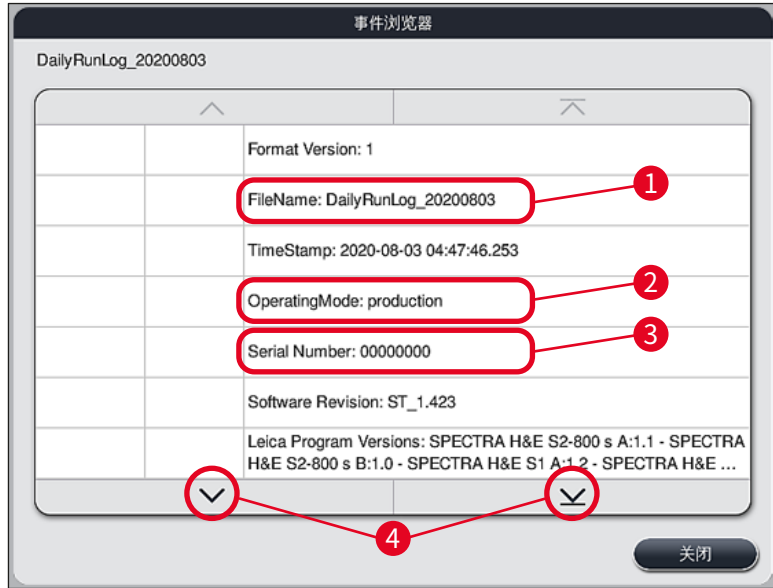 事件浏览器
DailyRunLog_20200803
Format Version: 1
FileName: DailyRunLog_20200803
1
TimeStamp: 2020-08-03 04:47:46.253
OperatingMode: production
2
Serial Number: 00000000
3
Software Revision: ST_1.423
Leica Program Versions: SPECTRA H&E S2-800 s A:1.1 - SPECTRA
H&E S2-800 s B:1.0 - SPECTRA H&E S1 A:1.2 - SPECTRA H&E ...
4
关闭